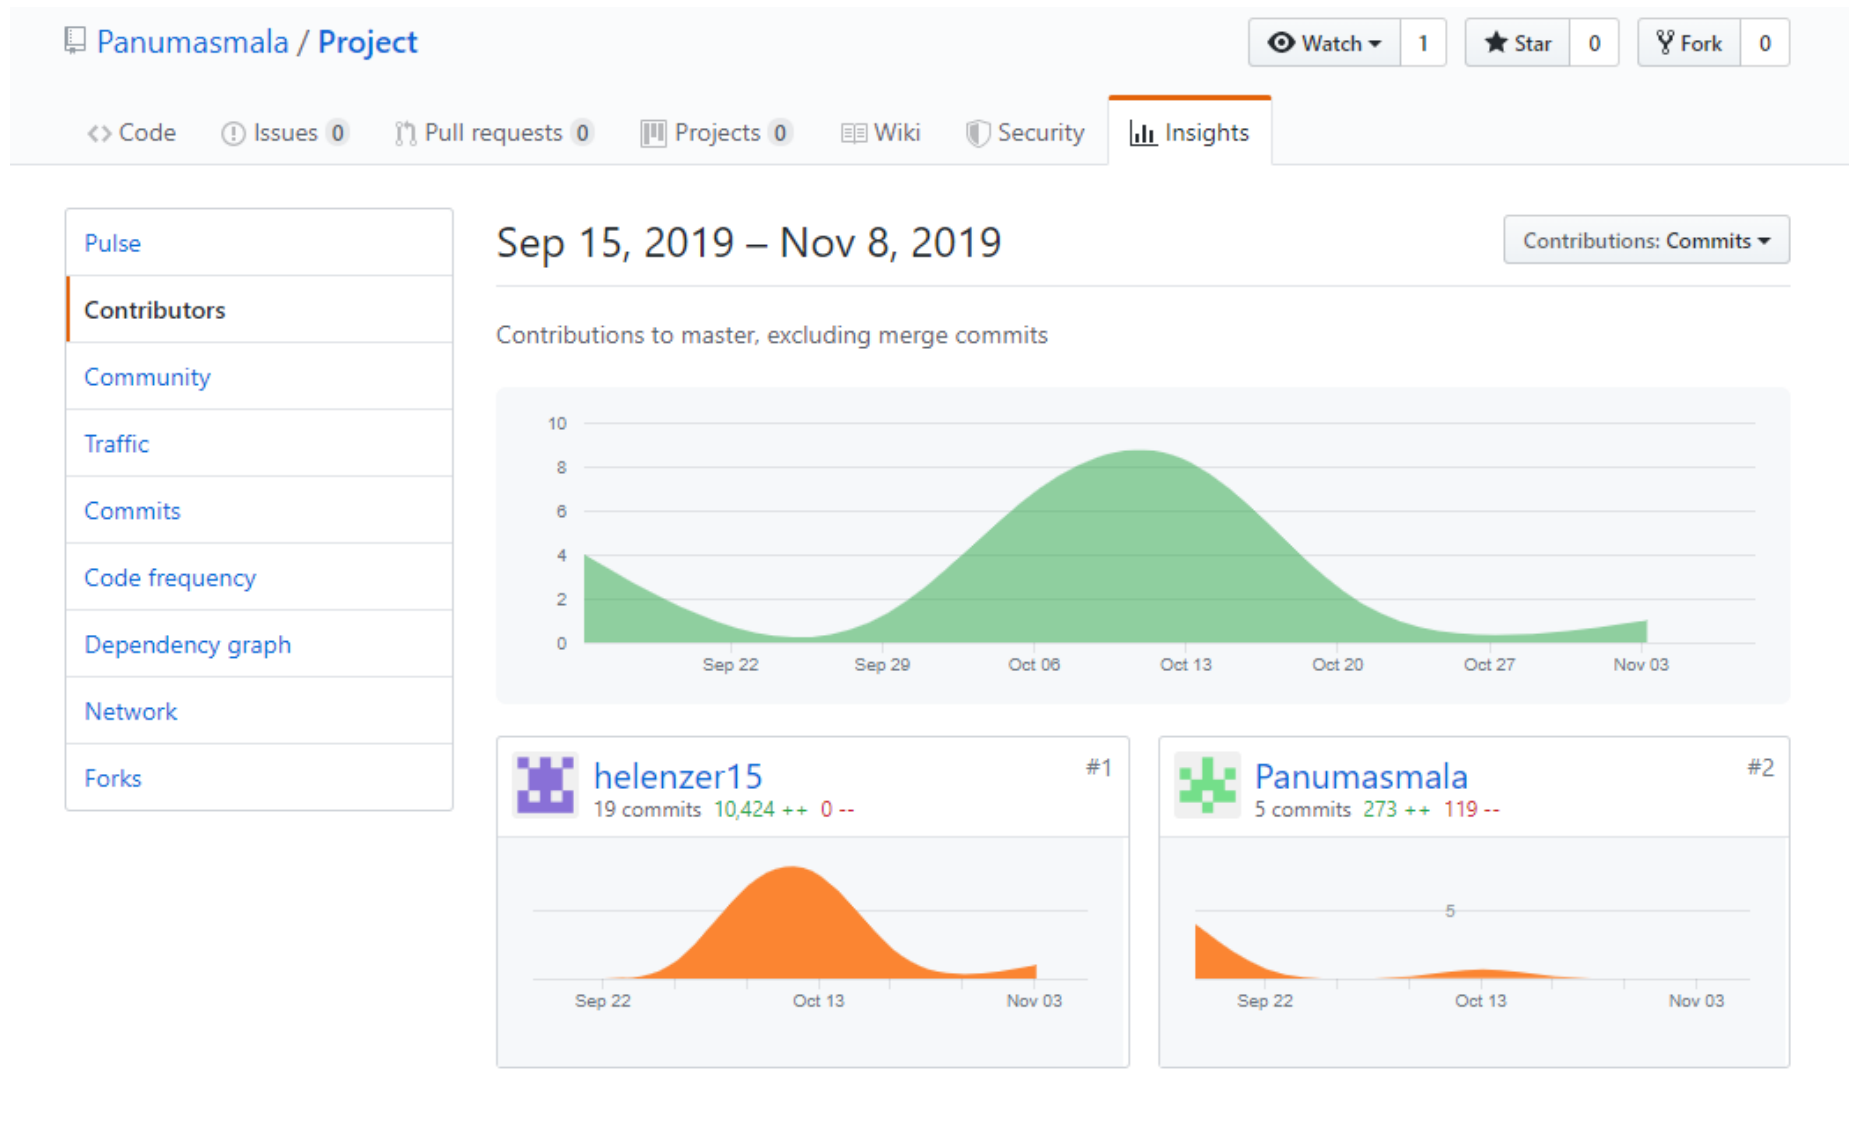 Panumasmala / Project
Watch 1 Star 0 Fork 0
Code Issues 0 Pull requests 0 Projects 0 Wiki Security Insights
Pulse
Contributors
Community
Traffic
Commits
Code frequency
Dependency graph
Network
Forks
Sep 15, 2019 – Nov 8, 2019
Contributions: Commits
Contributions to master, excluding merge commits
10
8
6
4
2
0
Sep 22 Sep 29 Oct 06 Oct 13 Oct 20 Oct 27 Nov 03
helenzer15 #1
19 commits 10,424 ++ 0 --
Sep 22 Oct 13 Nov 03
Panumasmala #2
5 commits 273 ++ 119 --
5
Sep 22 Oct 13 Nov 03